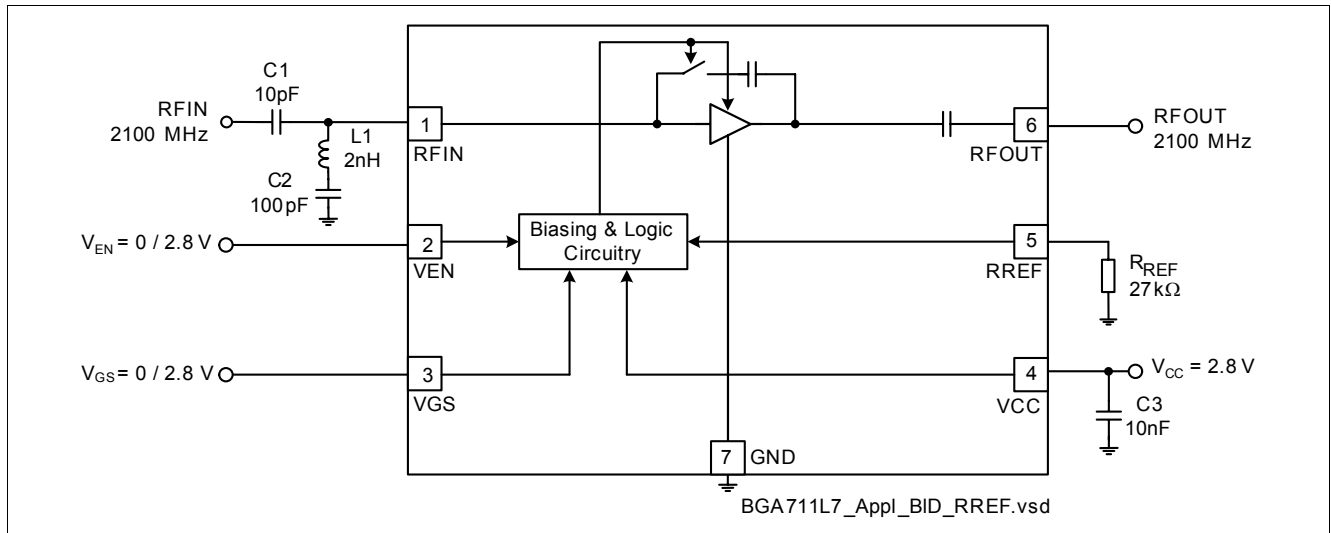 C1
10pF
RFIN
2100 MHz
L1
2nH
C2
100pF
1
RFIN
6
RFOUT
RFOUT
2100 MHz
V_EN = 0 / 2.8 V
2
VEN
Biasing & Logic
Circuitry
5
RREF
R_REF
27kΩ
V_GS = 0 / 2.8 V
3
VGS
4
VCC
V_CC = 2.8 V
C3
10nF
7
GND
BGA711L7_Appl_BID_RREF.vsd